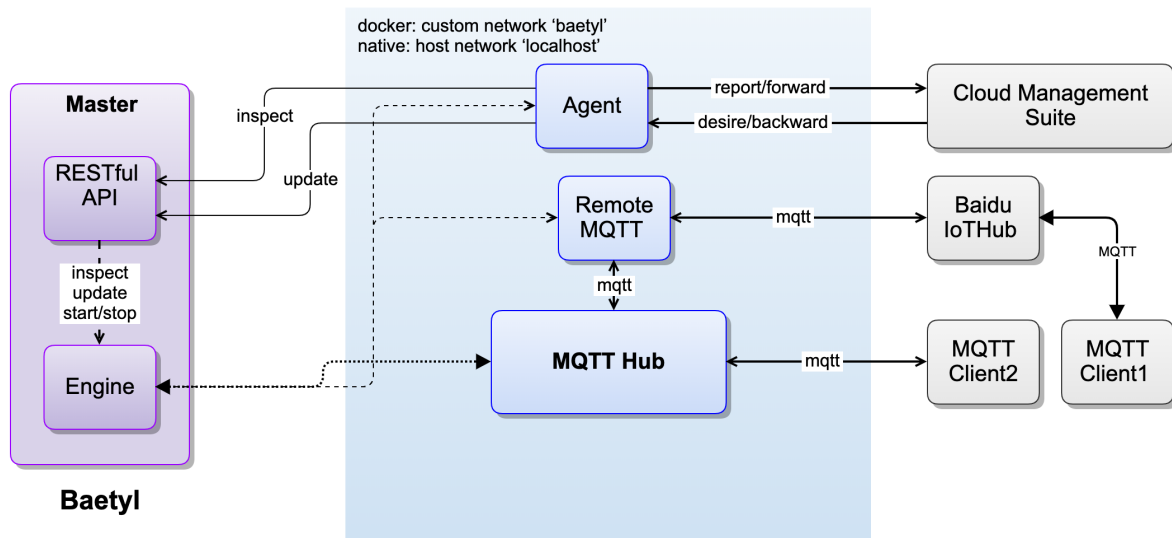 docker: custom network ‘baetyl’
native: host network ‘localhost’
Master
RESTful
API
inspect
update
start/stop
Engine
Baetyl
inspect
update
Agent
report/forward
desire/backward
Cloud Management
Suite
Remote
MQTT
mqtt
Baidu
IoTHub
MQTT
mqtt
MQTT Hub
mqtt
MQTT
Client2
MQTT
Client1